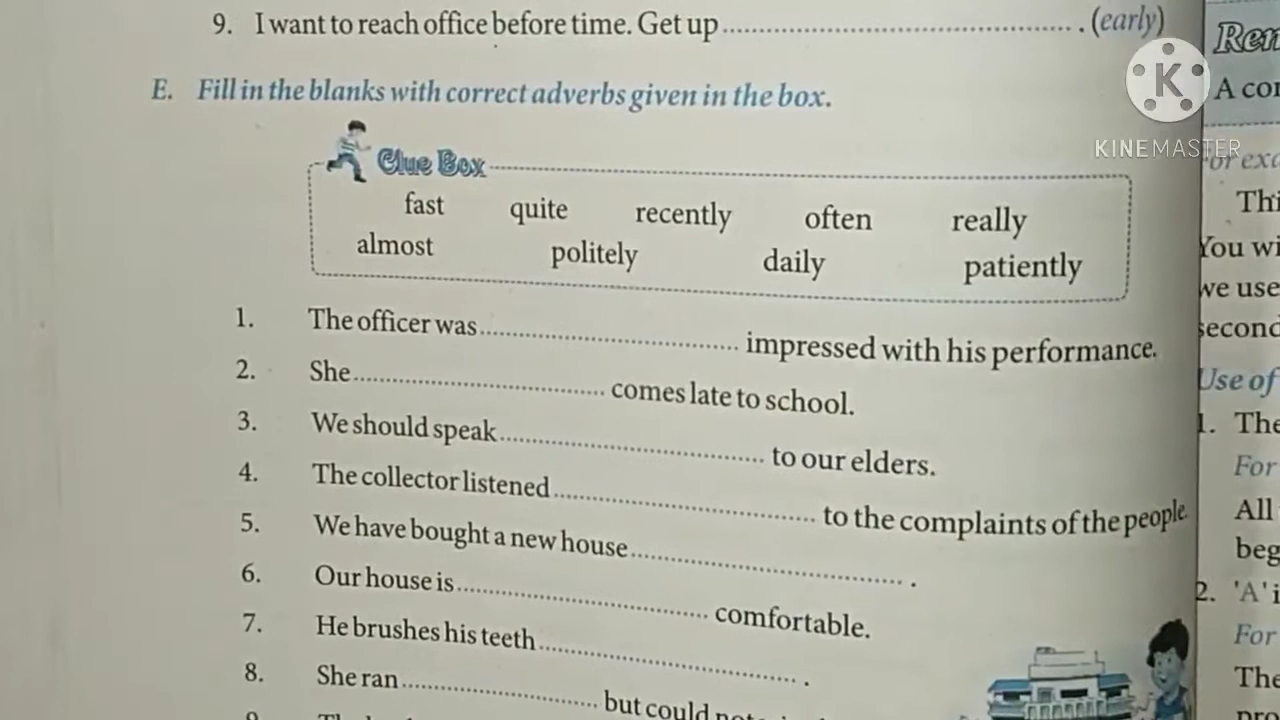 9. I want to reach office before time. Get up .................................... . (early)
E. Fill in the blanks with correct adverbs given in the box.
Clue Box
fast quite recently often really
almost politely daily patiently
1. The officer was .................................... impressed with his performance.
2. She .................................... comes late to school.
3. We should speak .................................... to our elders.
4. The collector listened .................................... to the complaints of the people.
5. We have bought a new house .................................... .
6. Our house is .................................... comfortable.
7. He brushes his teeth .................................... .
8. She ran .................................... but could
9.
KINEMASTER
A
You
we use
second
Use of
1. The
For
All
2. 'A' i
For
The